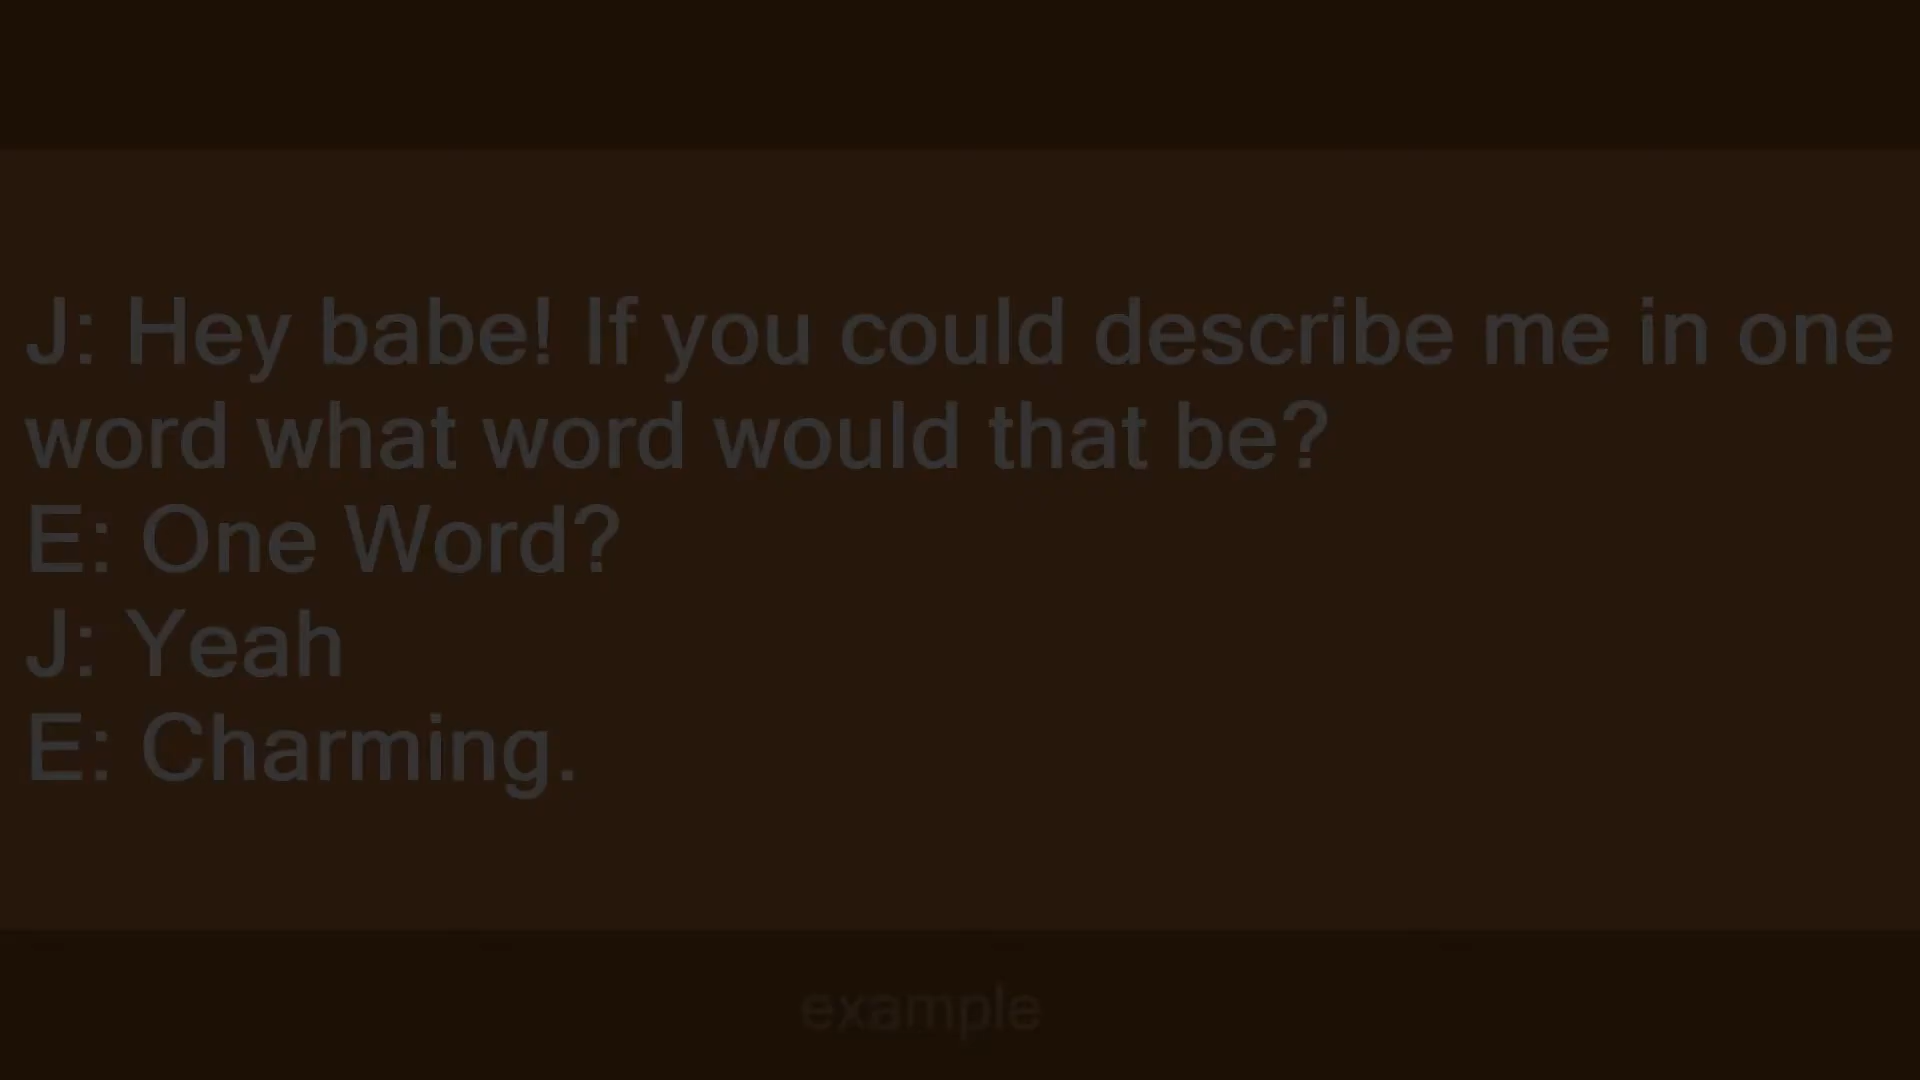 J: Hey babe! If you could describe me in one
word what word would that be?
E: One Word?
J: Yeah
E: Charming.
example